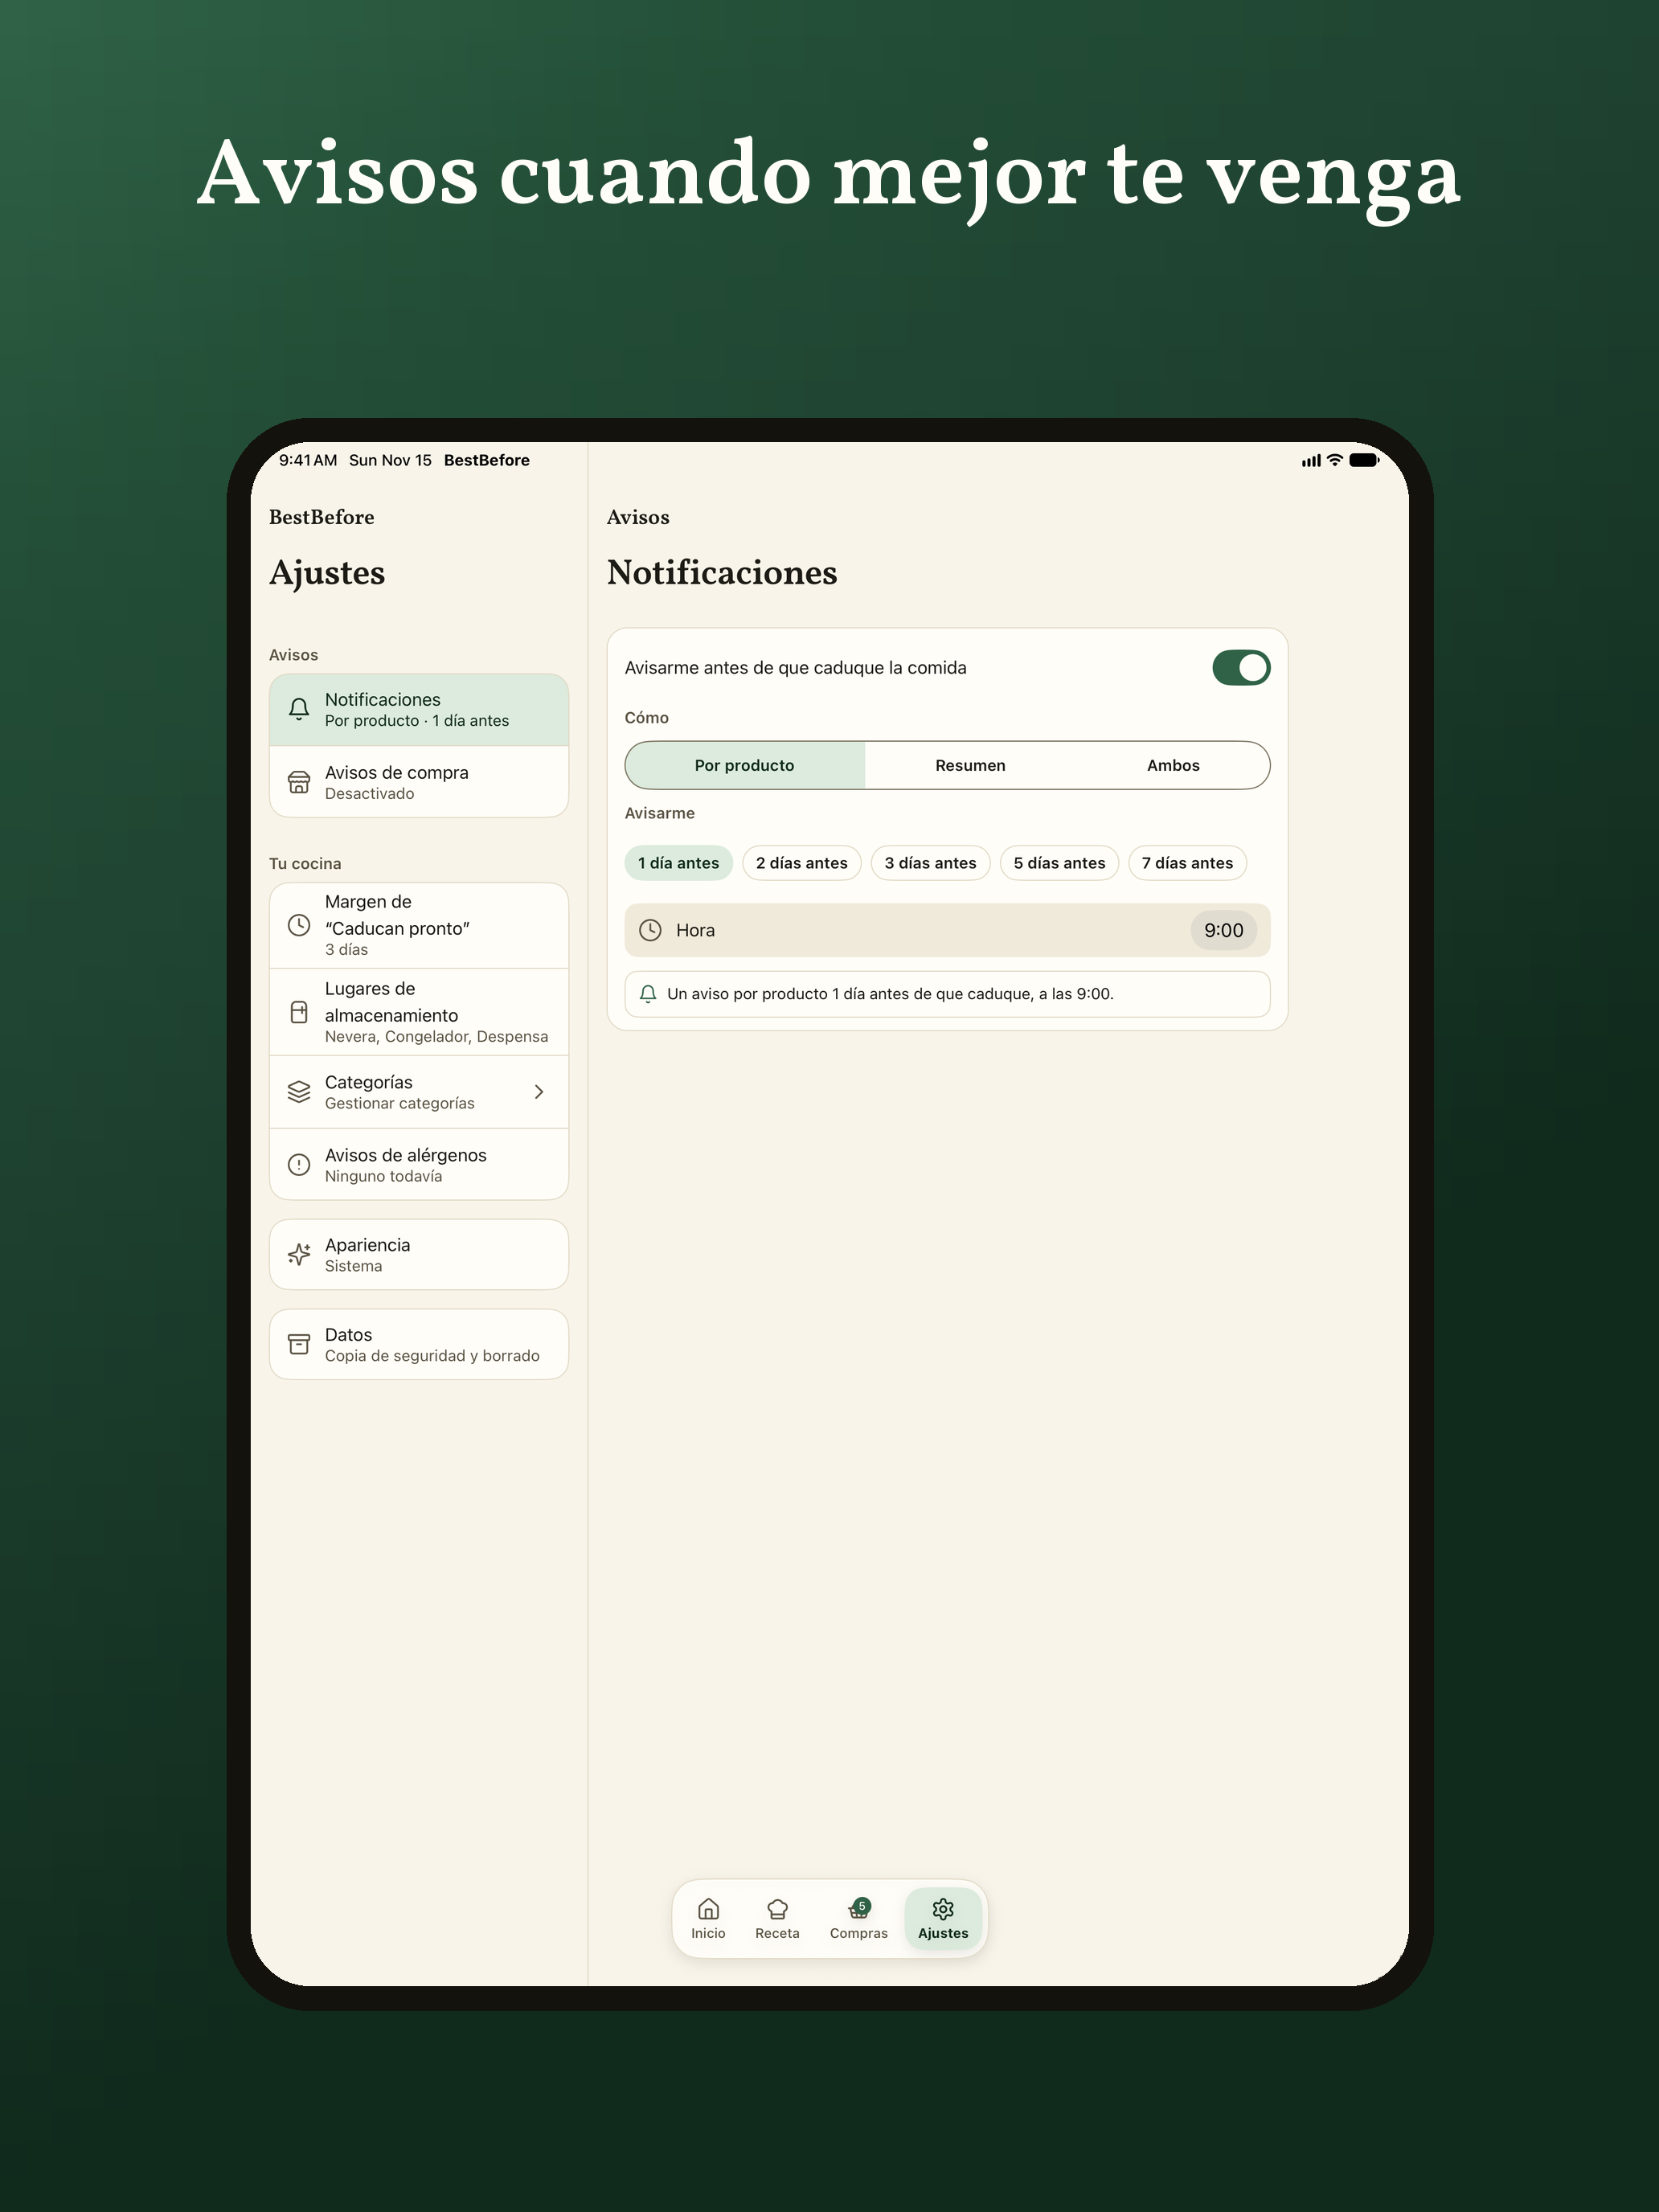 Avisos cuando mejor te venga
9:41 AM Sun Nov 15 BestBefore
BestBefore
Ajustes
Avisos
Notificaciones
Por producto · 1 día antes
Avisos de compra
Desactivado
Tu cocina
Margen de
“Caducan pronto”
3 días
Lugares de
almacenamiento
Nevera, Congelador, Despensa
Categorías
Gestionar categorías
Avisos de alérgenos
Ninguno todavía
Apariencia
Sistema
Datos
Copia de seguridad y borrado
Avisos
Notificaciones
Avisarme antes de que caduque la comida
Cómo
Por producto Resumen Ambos
Avisarme
1 día antes 2 días antes 3 días antes 5 días antes 7 días antes
Hora 9:00
Un aviso por producto 1 día antes de que caduque, a las 9:00.
5
Inicio Receta Compras Ajustes